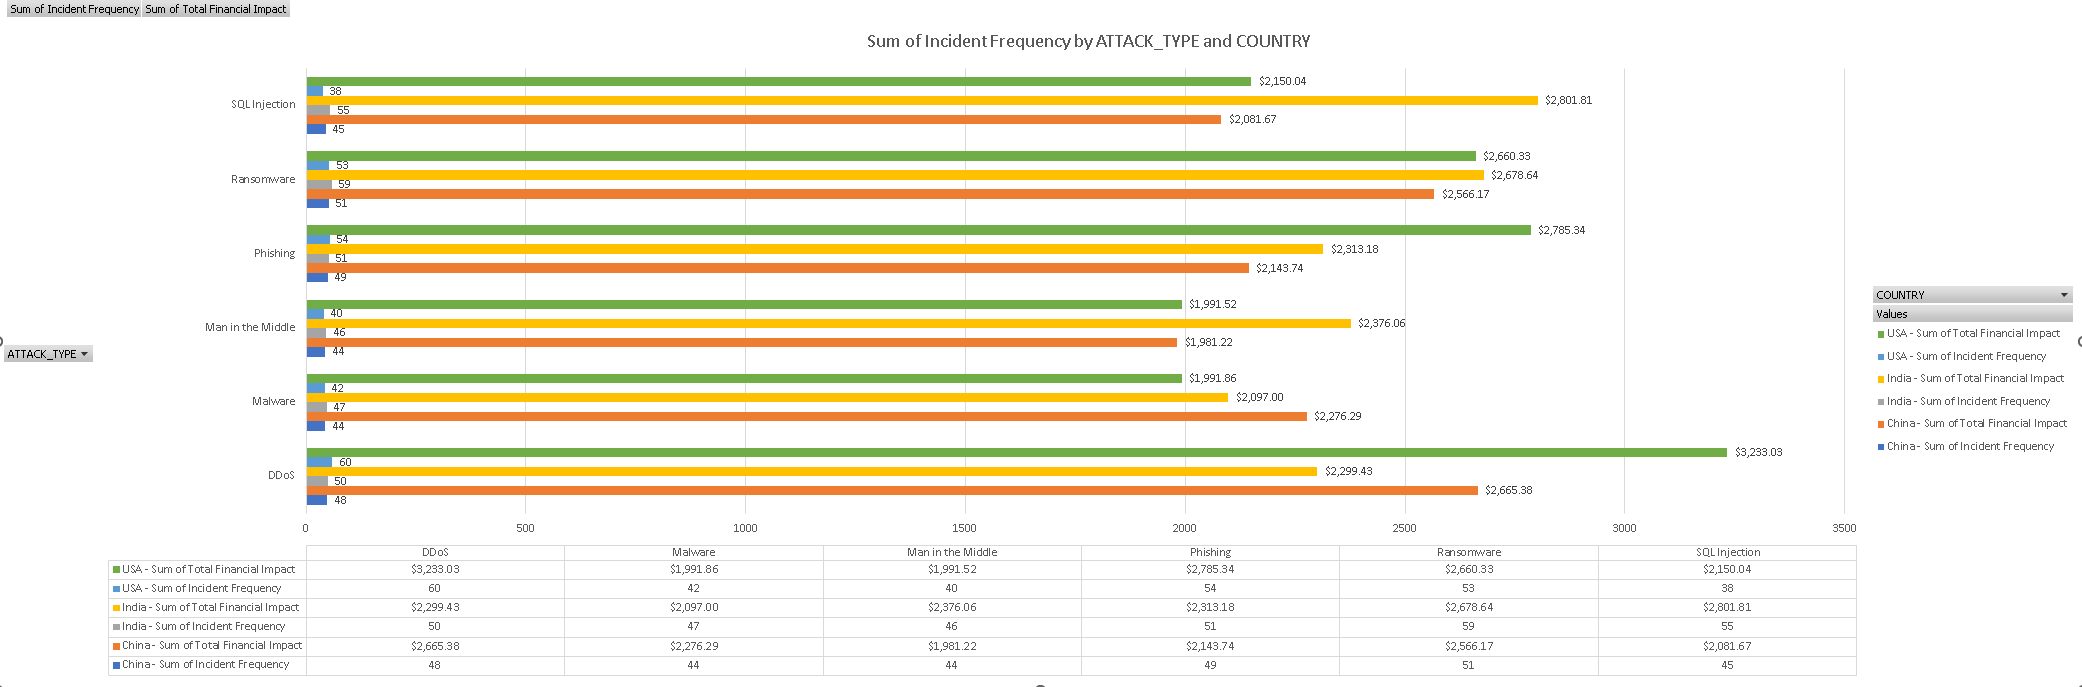 Sum of Incident Frequency Sum of Total Financial Impact
Sum of Incident Frequency by ATTACK_TYPE and COUNTRY
SQL Injection
$2,150.04
38
$2,801.81
55
$2,081.67
45
Ransomware
$2,660.33
53
$2,678.64
59
$2,566.17
51
Phishing
$2,785.34
54
$2,313.18
51
$2,143.74
49
Man in the Middle
$1,991.52
40
$2,376.06
46
$1,981.22
44
Malware
$1,991.86
42
$2,097.00
47
$2,276.29
44
DDoS
$3,233.03
60
$2,299.43
50
$2,665.38
48
ATTACK_TYPE
0 500 1000 1500 2000 2500 3000 3500
COUNTRY
Values
USA - Sum of Total Financial Impact
USA - Sum of Incident Frequency
India - Sum of Total Financial Impact
India - Sum of Incident Frequency
China - Sum of Total Financial Impact
China - Sum of Incident Frequency
DDoS Malware Man in the Middle Phishing Ransomware SQL Injection
USA - Sum of Total Financial Impact $3,233.03 $1,991.86 $1,991.52 $2,785.34 $2,660.33 $2,150.04
USA - Sum of Incident Frequency 60 42 40 54 53 38
India - Sum of Total Financial Impact $2,299.43 $2,097.00 $2,376.06 $2,313.18 $2,678.64 $2,801.81
India - Sum of Incident Frequency 50 47 46 51 59 55
China - Sum of Total Financial Impact $2,665.38 $2,276.29 $1,981.22 $2,143.74 $2,566.17 $2,081.67
China - Sum of Incident Frequency 48 44 44 49 51 45